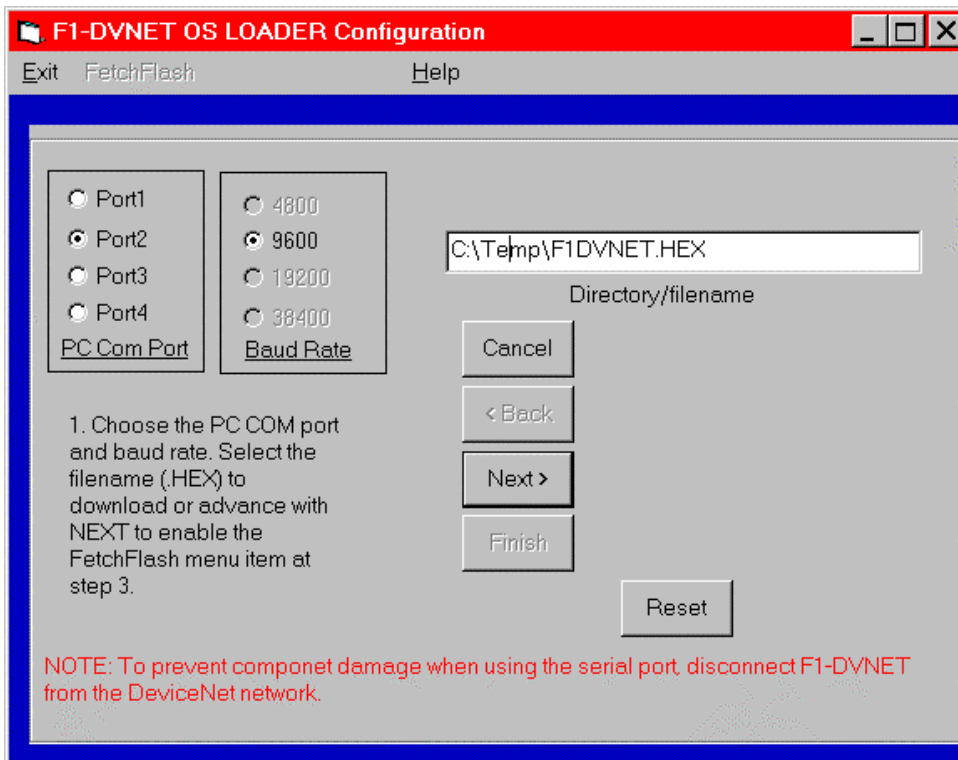 F1-DVNET OS LOADER Configuration
Exit FetchFlash Help
Port1
Port2
Port3
Port4
PC Com Port
4800
9600
19200
38400
Baud Rate
C:\Temp\F1DVNET.HEX
Directory/filename
Cancel
< Back
Next >
Finish
Reset
1. Choose the PC COM port
and baud rate. Select the
filename (.HEX) to
download or advance with
NEXT to enable the
FetchFlash menu item at
step 3.
NOTE: To prevent componet damage when using the serial port, disconnect F1-DVNET
from the DeviceNet network.